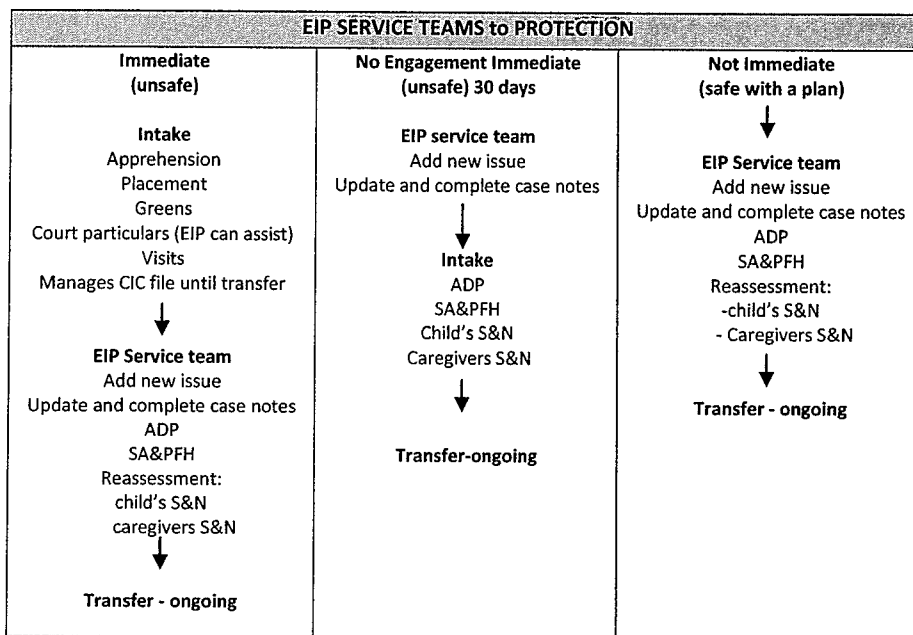 EIP SERVICE TEAMS to PROTECTION
Immediate
(unsafe)
Intake
Apprehension
Placement
Greens
Court particulars (EIP can assist)
Visits
Manages CIC file until transfer
EIP Service team
Add new issue
Update and complete case notes
ADP
SA&PFH
Reassessment:
child's S&N
caregivers S&N
Transfer - ongoing
No Engagement Immediate
(unsafe) 30 days
EIP service team
Add new issue
Update and complete case notes
Intake
ADP
SA&PFH
Child's S&N
Caregivers S&N
Transfer-ongoing
Not Immediate
(safe with a plan)
EIP Service team
Add new issue
Update and complete case notes
ADP
SA&PFH
Reassessment:
-child's S&N
- Caregivers S&N
Transfer - ongoing